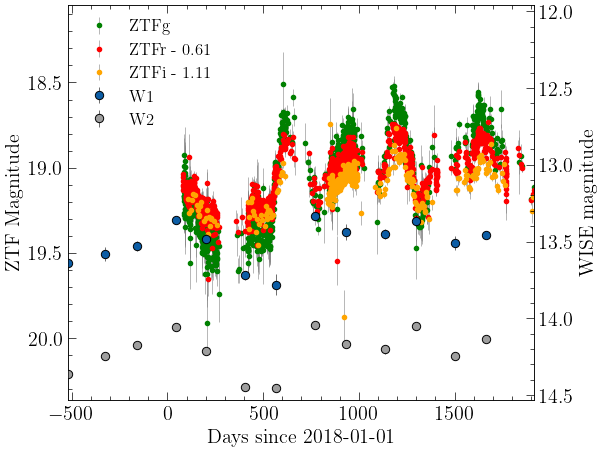 12.0
ZTFg
ZTFr - 0.61
ZTFi - 1.11
W1
W2
18.5
12.5
19.0
13.0
ZTF Magnitude
WISE magnitude
19.5
13.5
20.0
14.0
14.5
−500
0
500
1000
1500
Days since 2018-01-01